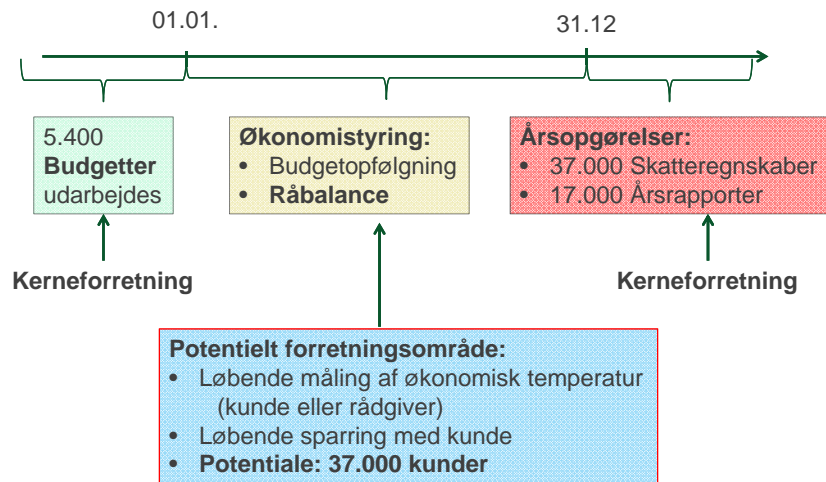 01.01.
31.12
5.400
Budgetter
udarbejdes
Økonomistyring:
• Budgetopfølgning
• Råbalance
Årsopgørelser:
• 37.000 Skatteregnskaber
• 17.000 Årsrapporter
Kerneforretning
Kerneforretning
Potentielt forretningsområde:
• Løbende måling af økonomisk temperatur
(kunde eller rådgiver)
• Løbende sparring med kunde
• Potentiale: 37.000 kunder